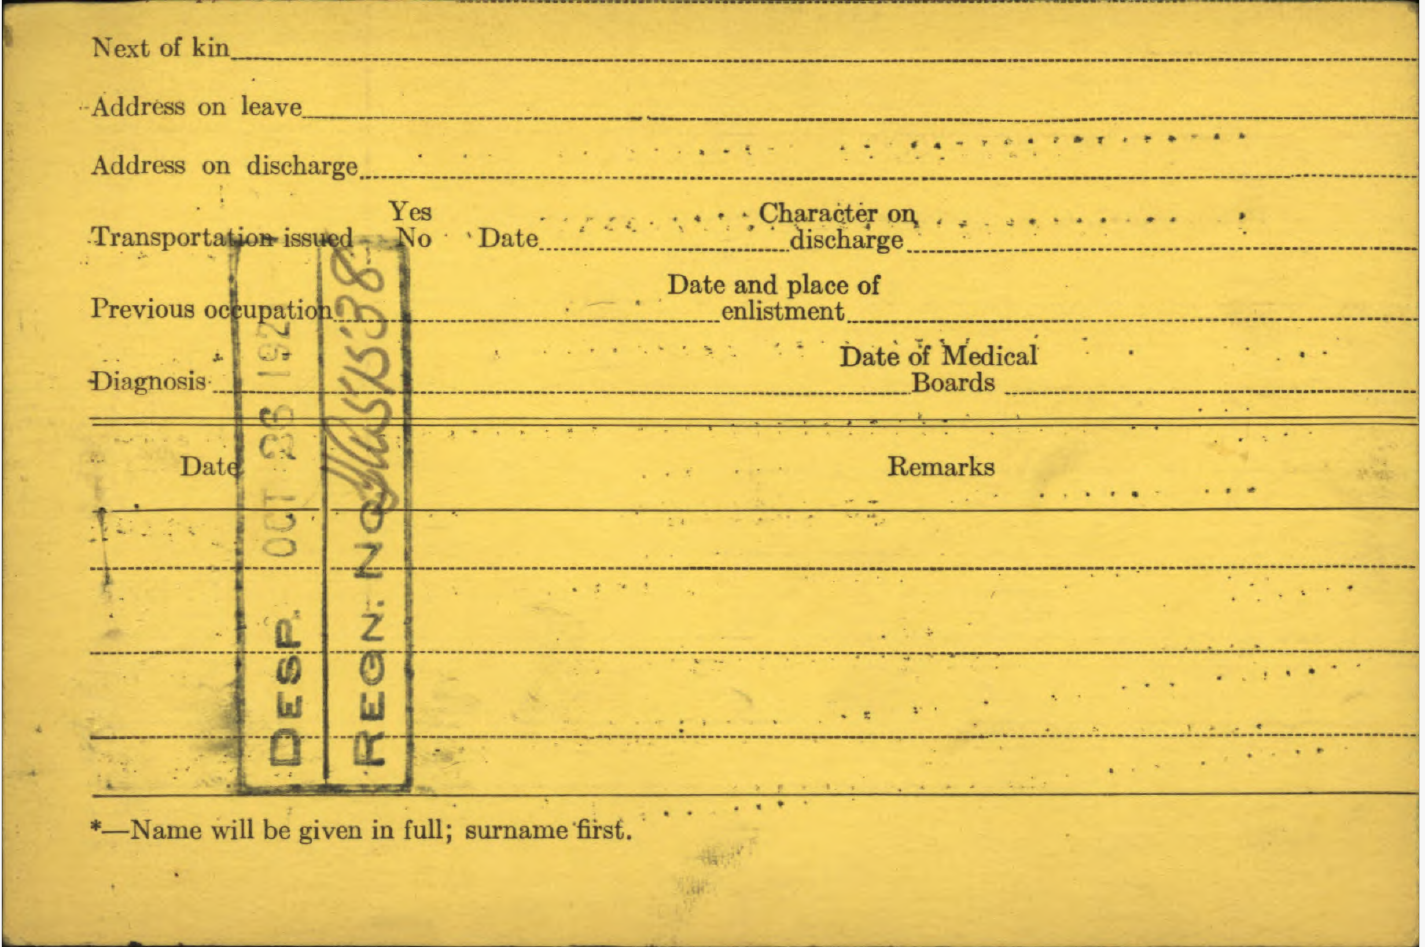 Next of kin
Address on leave
Address on discharge
Yes
Transportation issued No Date Character on discharge
Previous occupation Date and place of enlistment
Diagnosis Date of Medical Boards
Date Remarks
*—Name will be given in full; surname first.
DESP. OCT 26 192
REGN. NO